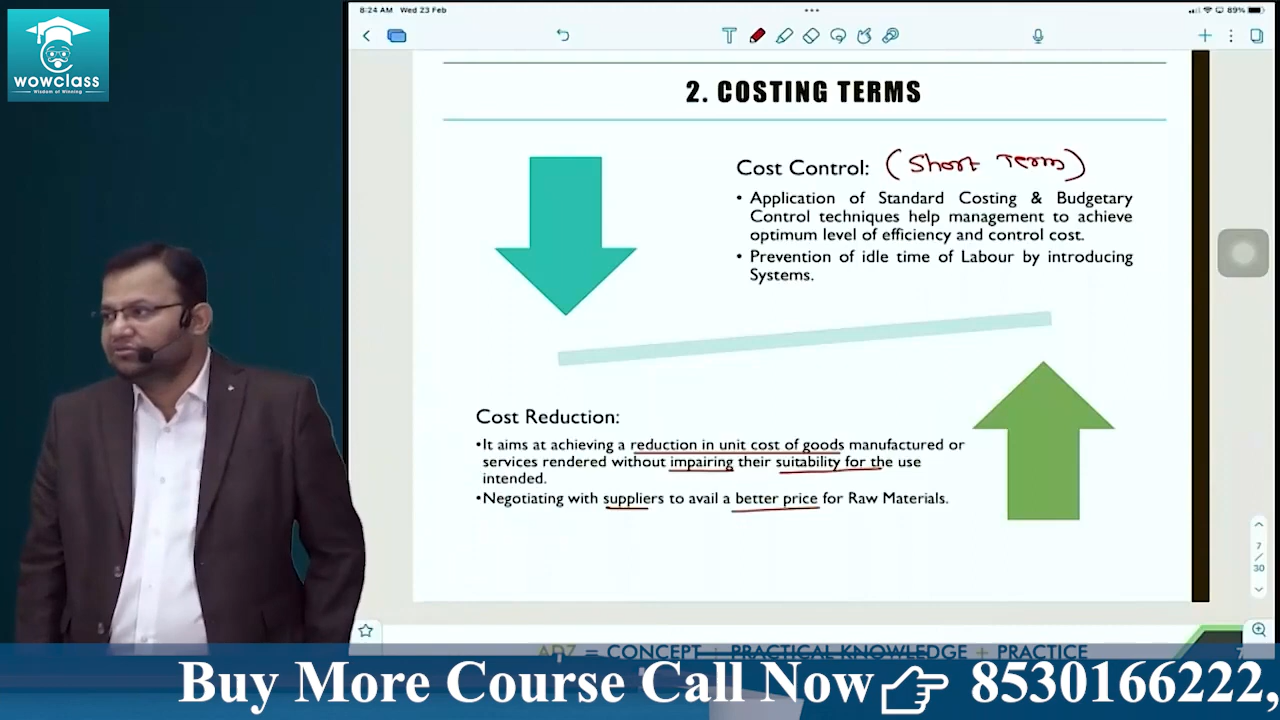 wowclass
Wisdom of Winning
8:24 AM Wed 23 Feb
89%
T
2. COSTING TERMS
Cost Control: (Short Term)
• Application of Standard Costing & Budgetary
Control techniques help management to achieve
optimum level of efficiency and control cost.
• Prevention of idle time of Labour by introducing
Systems.
Cost Reduction:
•It aims at achieving a reduction in unit cost of goods manufactured or
services rendered without impairing their suitability for the use
intended.
•Negotiating with suppliers to avail a better price for Raw Materials.
7
/
30
= CONCEPT + PRACTICAL KNOWLEDGE + PRACTICE
Buy More Course Call Now 8530166222,